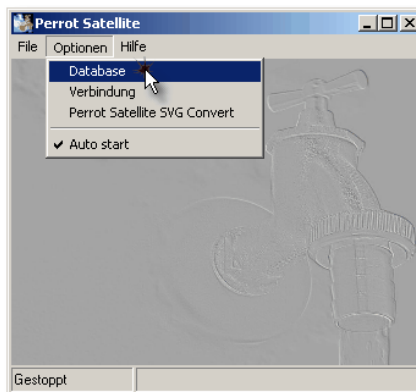 Perrot Satellite
File Optionen Hilfe
Database
Verbindung
Perrot Satellite SVG Convert
Auto start
Gestoppt